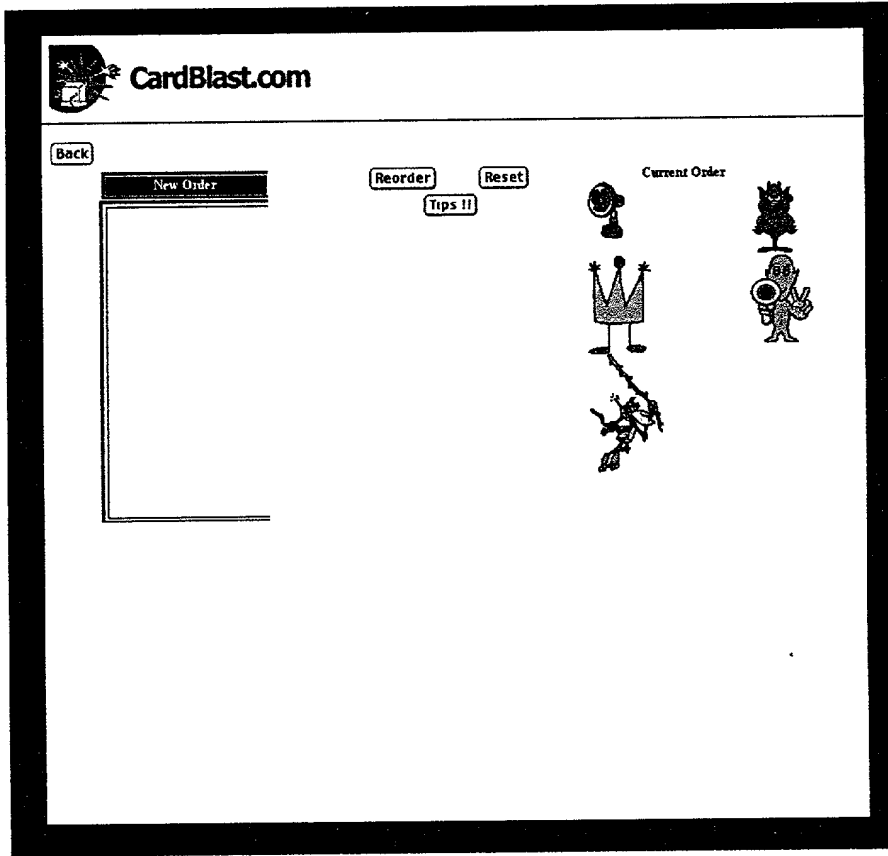 CardBlast.com
Back
New Order
Reorder
Reset
Tips !!
Current Order